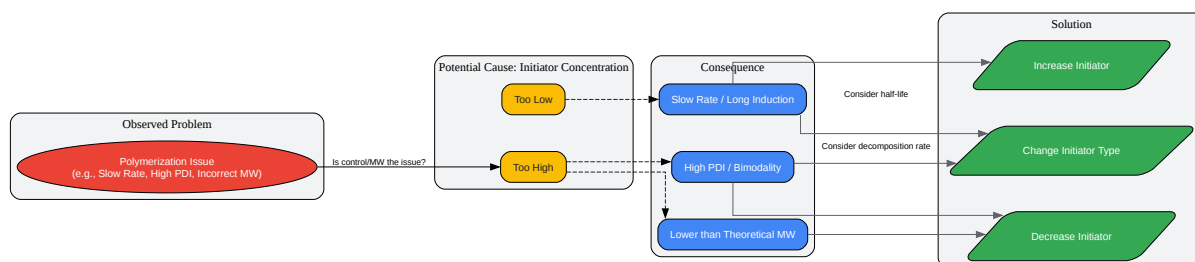 Observed Problem
Polymerization Issue
(e.g., Slow Rate, High PDI, Incorrect MW)
Is control/MW the issue?
Potential Cause: Initiator Concentration
Too Low
Too High
Consequence
Slow Rate / Long Induction
High PDI / Bimodality
Lower than Theoretical MW
Consider half-life
Consider decomposition rate
Solution
Increase Initiator
Change Initiator Type
Decrease Initiator